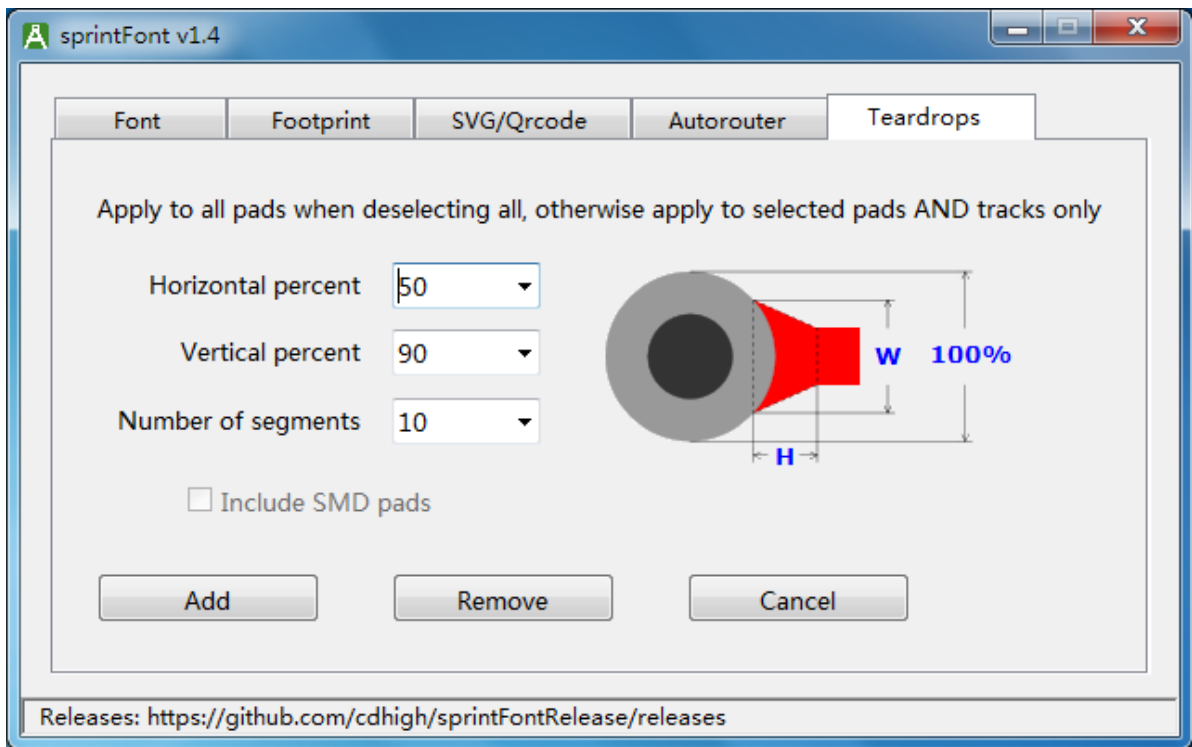 sprintFont v1.4
Font Footprint SVG/Qrcode Autorouter Teardrops
Apply to all pads when deselecting all, otherwise apply to selected pads AND tracks only
Horizontal percent 50
Vertical percent 90
Number of segments 10
W 100%
H
Include SMD pads
Add Remove Cancel
Releases: https://github.com/cdhigh/sprintFontRelease/releases